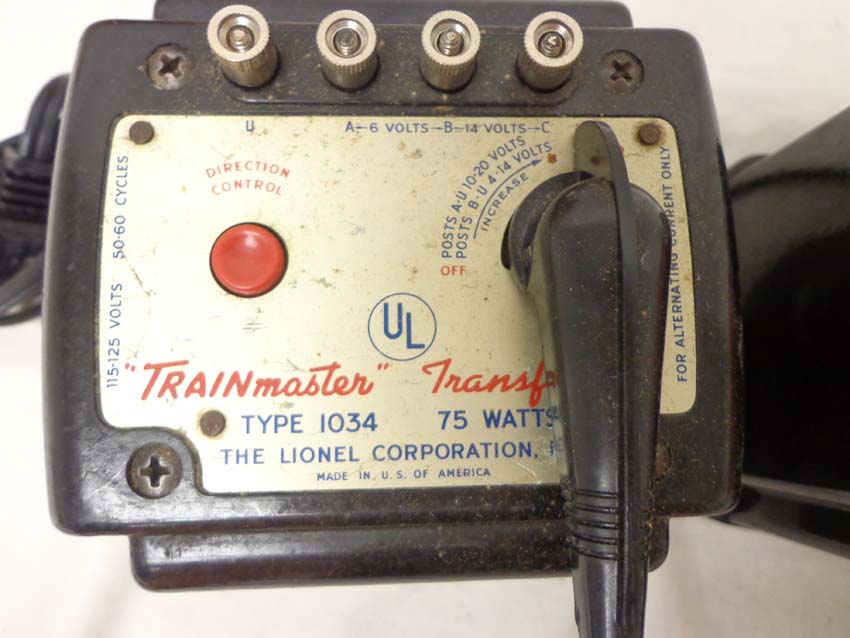 U
A—6 VOLTS—B—14 VOLTS—C
DIRECTION
CONTROL
POSTS A-U 10-20 VOLTS
POSTS B-U 4-14 VOLTS
INCREASE
OFF
115-125 VOLTS 50-60 CYCLES
FOR ALTERNATING CURRENT ONLY
UL
"TRAINmaster" Transf
TYPE 1034 75 WATTS
THE LIONEL CORPORATION,
MADE IN U.S. OF AMERICA